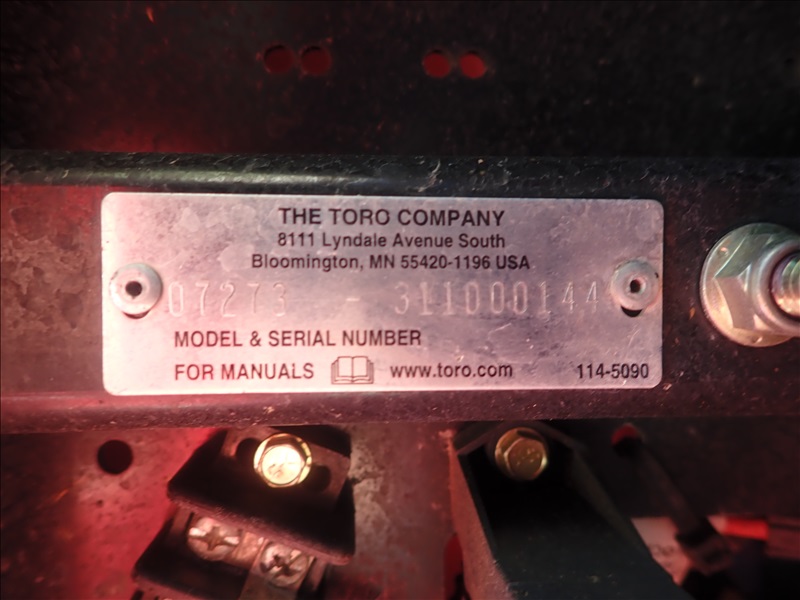 THE TORO COMPANY
8111 Lyndale Avenue South
Bloomington, MN 55420-1196 USA
07273 - 311000144
MODEL & SERIAL NUMBER
FOR MANUALS www.toro.com 114-5090